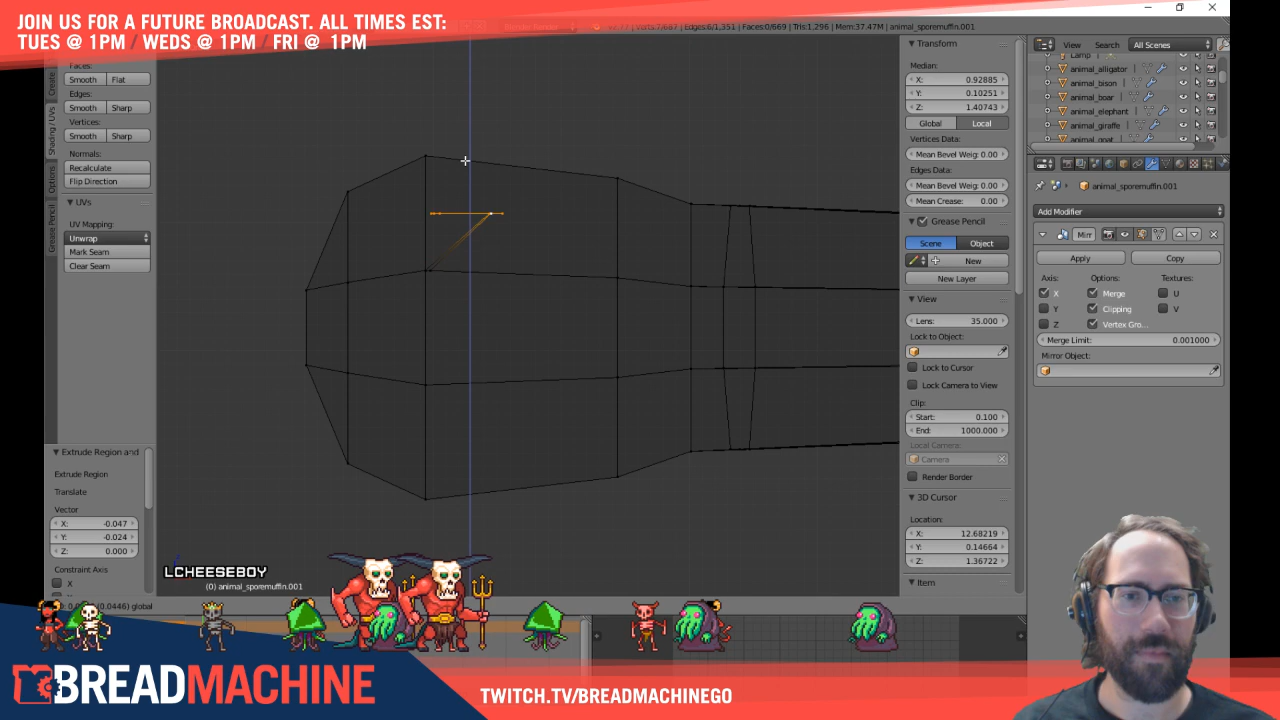 JOIN US FOR A FUTURE BROADCAST. ALL TIMES EST:
TUES @ 1PM / WEDS @ 1PM / FRI @ 1PM
Edges:6/1,351 | Faces:0/669 | Tris:1,296 | Mem:37.47M | animal_sporemuffin.001
Create
Shading / UVs
Options
Grease Pencil
Faces:
Smooth Flat
Edges:
Smooth Sharp
Vertices:
Smooth Sharp
Normals:
Recalculate
Flip Direction
UVs
UV Mapping:
Unwrap
Mark Seam
Clear Seam
Extrude Region and
Extrude Region
Translate
Vector
X: -0.047
Y: -0.024
Z: 0.000
Constraint Axis
X
0.0446) global
LCHEESEBOY
(0) animal_sporemuffin.001
Transform
Median:
X: 0.92885
Y: 0.10251
Z: 1.40743
Global Local
Vertices Data:
Mean Bevel Weig: 0.00
Edges Data:
Mean Bevel Weig: 0.00
Mean Crease: 0.00
Grease Pencil
Scene Object
New
New Layer
View
Lens: 35.000
Lock to Object:
Lock to Cursor
Lock Camera to View
Clip:
Start: 0.100
End: 1000.000
Local Camera:
Camera
Render Border
3D Cursor
Location:
X: 12.68219
Y: 0.14664
Z: 1.36722
Item
View Search All Scenes
Lamp
animal_alligator
animal_bison
animal_boar
animal_elephant
animal_giraffe
animal_goat
animal_sporemuffin.001
Add Modifier
Mirr
Apply Copy
Axis: Options: Textures:
X Merge U
Y Clipping V
Z Vertex Gro...
Merge Limit: 0.001000
Mirror Object:
BREADMACHINE
TWITCH.TV/BREADMACHINEGO